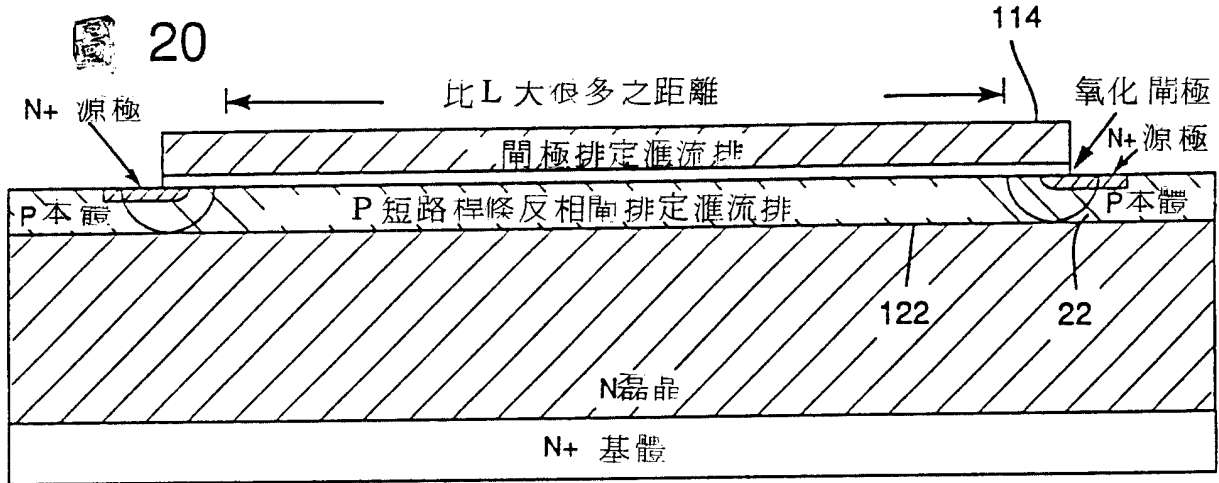 圖 20
114
N+ 源極
比 L 大很多之距離
氧化閘極
N+源極
閘極排定滙流排
P本體
P 短路桿條反相閘排定滙流排
P本體
122
22
N磊晶
N+ 基體